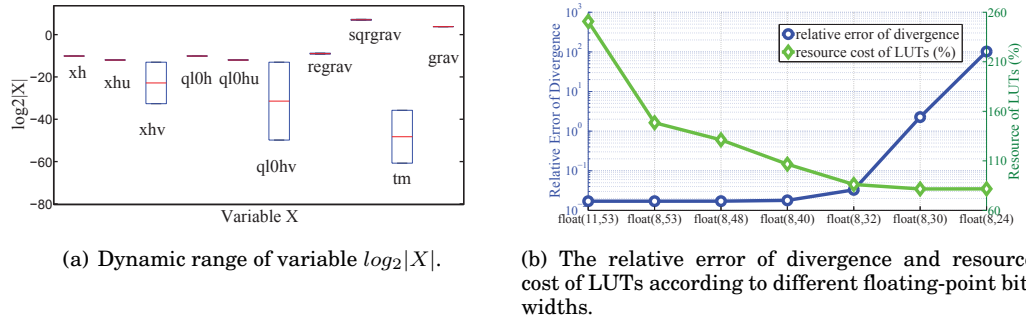 0
−20
−40
−60
−80
log2|X|
xh
xhu
xhv
ql0h
ql0hu
ql0hv
regrav
sqrgrav
tm
grav
Variable X
(a) Dynamic range of variable log2|X|.
10^3
10^2
10^1
10^0
10^−1
10^−2
Relative Error of Divergence
relative error of divergence
resource cost of LUTs (%)
260
210
160
110
60
Resource of LUTs (%)
float(11,53) float(8,53) float(8,48) float(8,40) float(8,32) float(8,30) float(8,24)
(b) The relative error of divergence and resource
cost of LUTs according to different floating-point bit
widths.